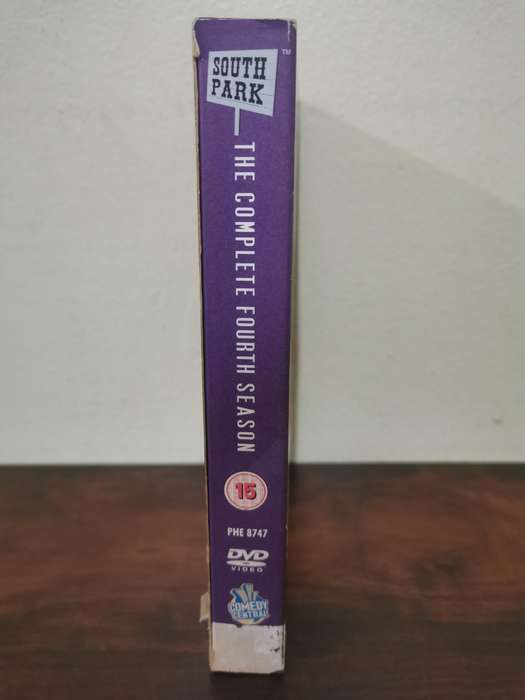 SOUTH
PARK
TM
THE COMPLETE FOURTH SEASON
15
PHE 8747
DVD
VIDEO
COMEDY
CENTRAL